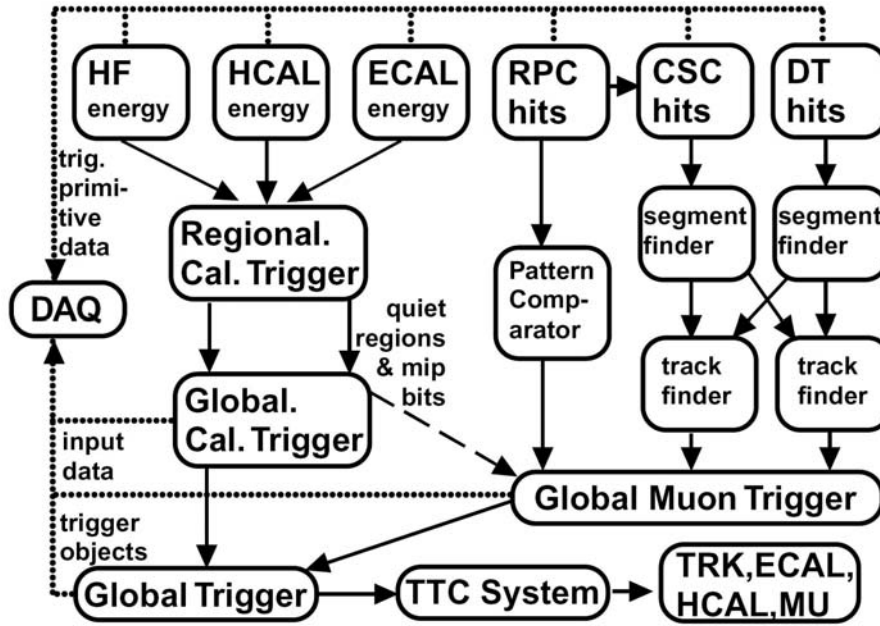 HF
energy
HCAL
energy
ECAL
energy
RPC
hits
CSC
hits
DT
hits
trig.
primi-
tive
data
Regional.
Cal. Trigger
segment
finder
segment
finder
Pattern
Comp-
arator
DAQ
quiet
regions
& mip
bits
track
finder
track
finder
Global.
Cal. Trigger
input
data
Global Muon Trigger
trigger
objects
Global Trigger
TTC System
TRK,ECAL,
HCAL,MU